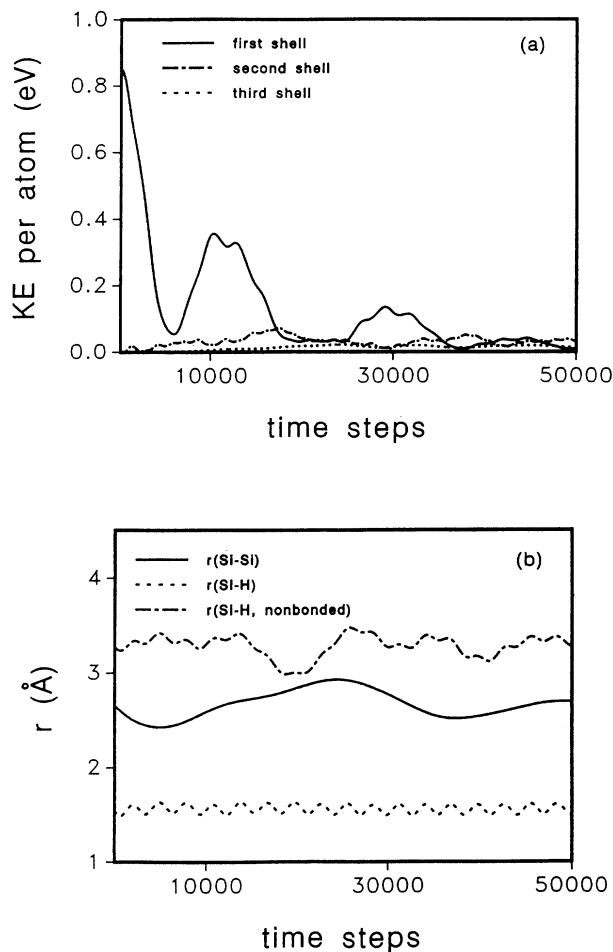 1.0
0.8
0.6
0.4
0.2
0.0
KE per atom (eV)
first shell
second shell
third shell
(a)
10000 30000 50000
time steps
4
3
2
1
r (Å)
r(Si-Si)
r(Si-H)
r(Si-H, nonbonded)
(b)
10000 30000 50000
time steps